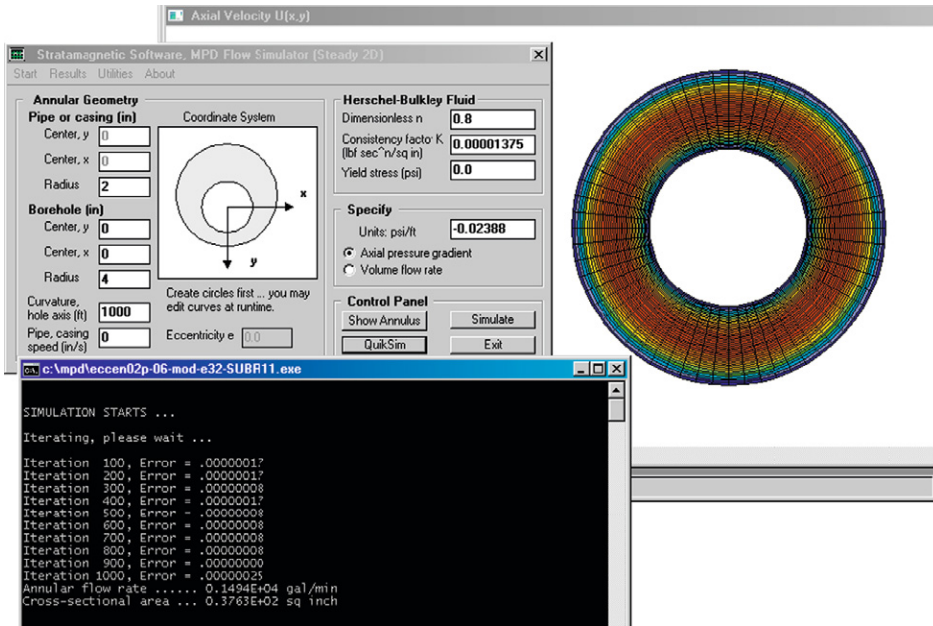 Axial Velocity U(x,y)
Stratamagnetic Software, MPD Flow Simulator (Steady 2D)
Start Results Utilities About
Annular Geometry
Pipe or casing (in)
Center, y 0
Center, x 0
Radius 2
Borehole (in)
Center, y 0
Center, x 0
Radius 4
Curvature,
hole axis (ft) 1000
Pipe, casing
speed (in/s) 0
Coordinate System
x
y
Create circles first ... you may
edit curves at runtime.
Eccentricity e 0.0
Herschel-Bulkley Fluid
Dimensionless n 0.8
Consistency facto K
(lbf sec^n/sq in) 0.00001375
Yield stress (psi) 0.0
Specify
Units: psi/ft -0.02388
Axial pressure gradient
Volume flow rate
Control Panel
Show Annulus Simulate
QuikSim Exit
c:\mpd\eccen02p-06-mod-e32-SUBR11.exe
SIMULATION STARTS ...
Iterating, please wait ...
Iteration 100, Error = .00000017
Iteration 200, Error = .00000017
Iteration 300, Error = .00000008
Iteration 400, Error = .00000017
Iteration 500, Error = .00000008
Iteration 600, Error = .00000008
Iteration 700, Error = .00000008
Iteration 800, Error = .00000008
Iteration 900, Error = .00000000
Iteration 1000, Error = .00000025
Annular flow rate ...... 0.1494E+04 gal/min
Cross-sectional area ... 0.3763E+02 sq inch